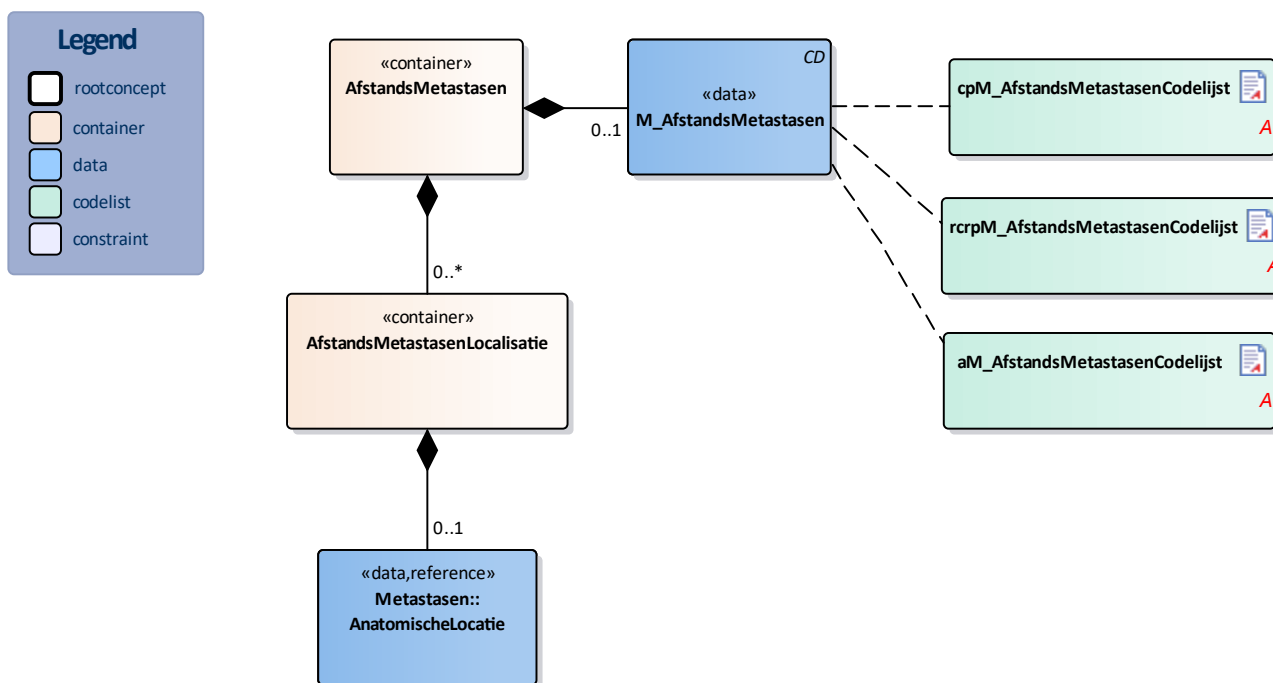 Legend
rootconcept
container
data
codelist
constraint
«container»
AfstandsMetastasen
0..1
CD
«data»
M_AfstandsMetastasen
cpM_AfstandsMetastasenCodelijst
A
rcrpM_AfstandsMetastasenCodelijst
A
aM_AfstandsMetastasenCodelijst
A
0..*
«container»
AfstandsMetastasenLocalisatie
0..1
«data,reference»
Metastasen::
AnatomischeLocatie